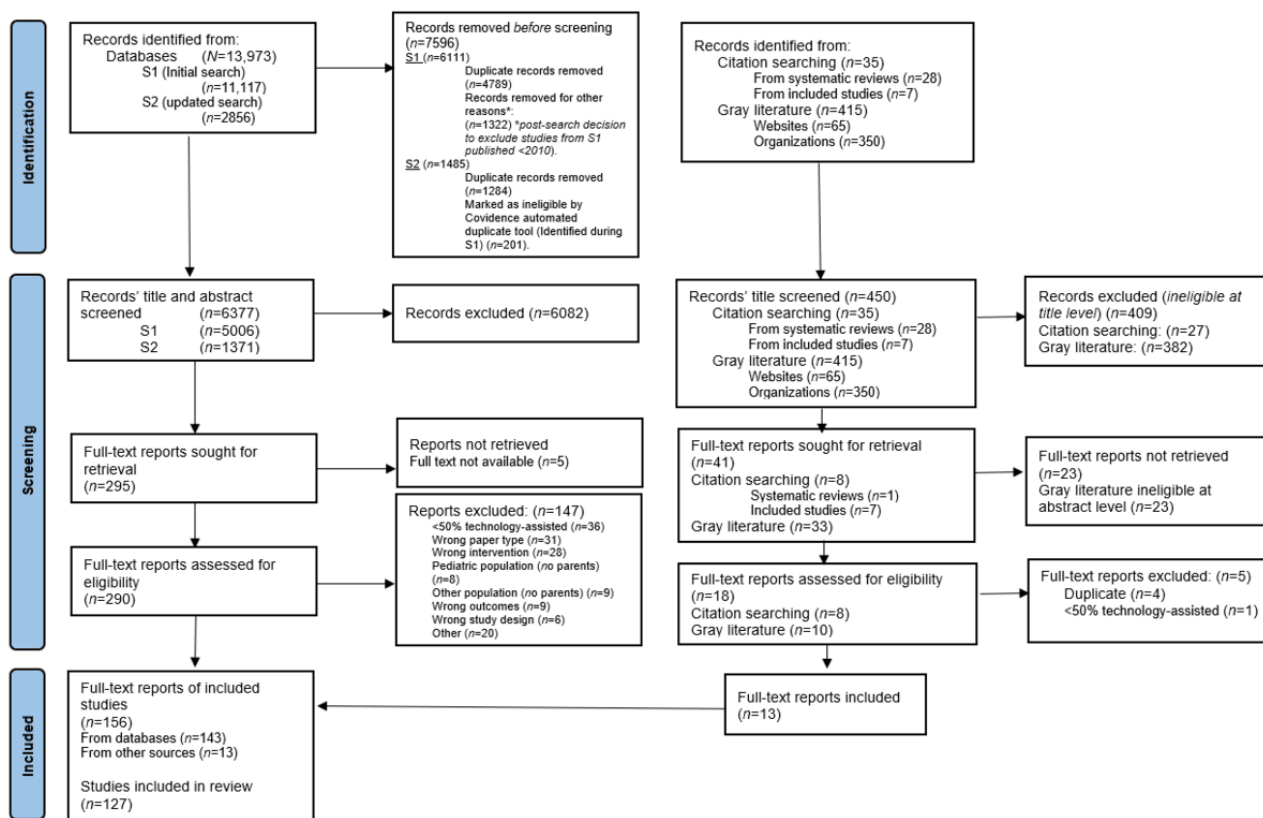 Identification
Records identified from:
Databases (N=13,973)
S1 (Initial search)
(n=11,117)
S2 (updated search)
(n=2856)
Records removed before screening
(n=7596)
S1 (n=6111)
Duplicate records removed
(n=4789)
Records removed for other
reasons*:
(n=1322) *post-search decision
to exclude studies from S1
published <2010).
S2 (n=1485)
Duplicate records removed
(n=1284)
Marked as ineligible by
Covidence automated
duplicate tool (Identified during
S1) (n=201).
Records identified from:
Citation searching (n=35)
From systematic reviews (n=28)
From included studies (n=7)
Gray literature (n=415)
Websites (n=65)
Organizations (n=350)
Screening
Records’ title and abstract
screened (n=6377)
S1 (n=5006)
S2 (n=1371)
Records excluded (n=6082)
Records’ title screened (n=450)
Citation searching (n=35)
From systematic reviews (n=28)
From included studies (n=7)
Gray literature (n=415)
Websites (n=65)
Organizations (n=350)
Records excluded (ineligible at
title level) (n=409)
Citation searching: (n=27)
Gray literature: (n=382)
Full-text reports sought for
retrieval
(n=295)
Reports not retrieved
Full text not available (n=5)
Full-text reports sought for retrieval
(n=41)
Citation searching (n=8)
Systematic reviews (n=1)
Included studies (n=7)
Gray literature (n=33)
Full-text reports not retrieved
(n=23)
Gray literature ineligible at
abstract level (n=23)
Full-text reports assessed for
eligibility
(n=290)
Reports excluded: (n=147)
<50% technology-assisted (n=36)
Wrong paper type (n=31)
Wrong intervention (n=28)
Pediatric population (no parents)
(n=8)
Other population (no parents) (n=9)
Wrong outcomes (n=9)
Wrong study design (n=6)
Other (n=20)
Full-text reports assessed for eligibility
(n=18)
Citation searching (n=8)
Gray literature (n=10)
Full-text reports excluded: (n=5)
Duplicate (n=4)
<50% technology-assisted (n=1)
Included
Full-text reports of included
studies
(n=156)
From databases (n=143)
From other sources (n=13)
Studies included in review
(n=127)
Full-text reports included
(n=13)